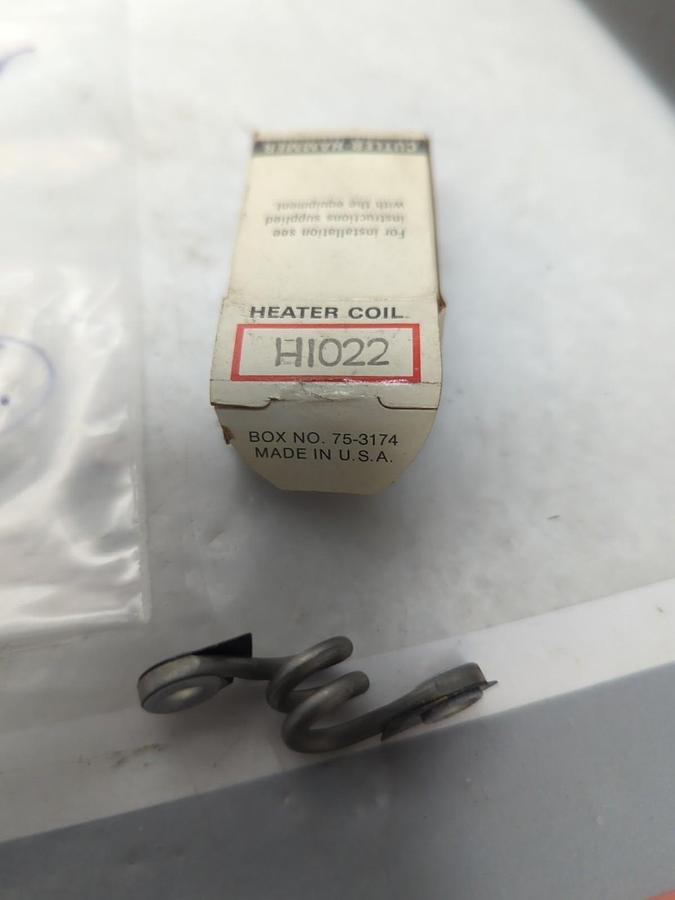 CUTLER-HAMMER
For installation see
instructions supplied
with the equipment
HEATER COIL
H1022
BOX NO. 75-3174
MADE IN U.S.A.